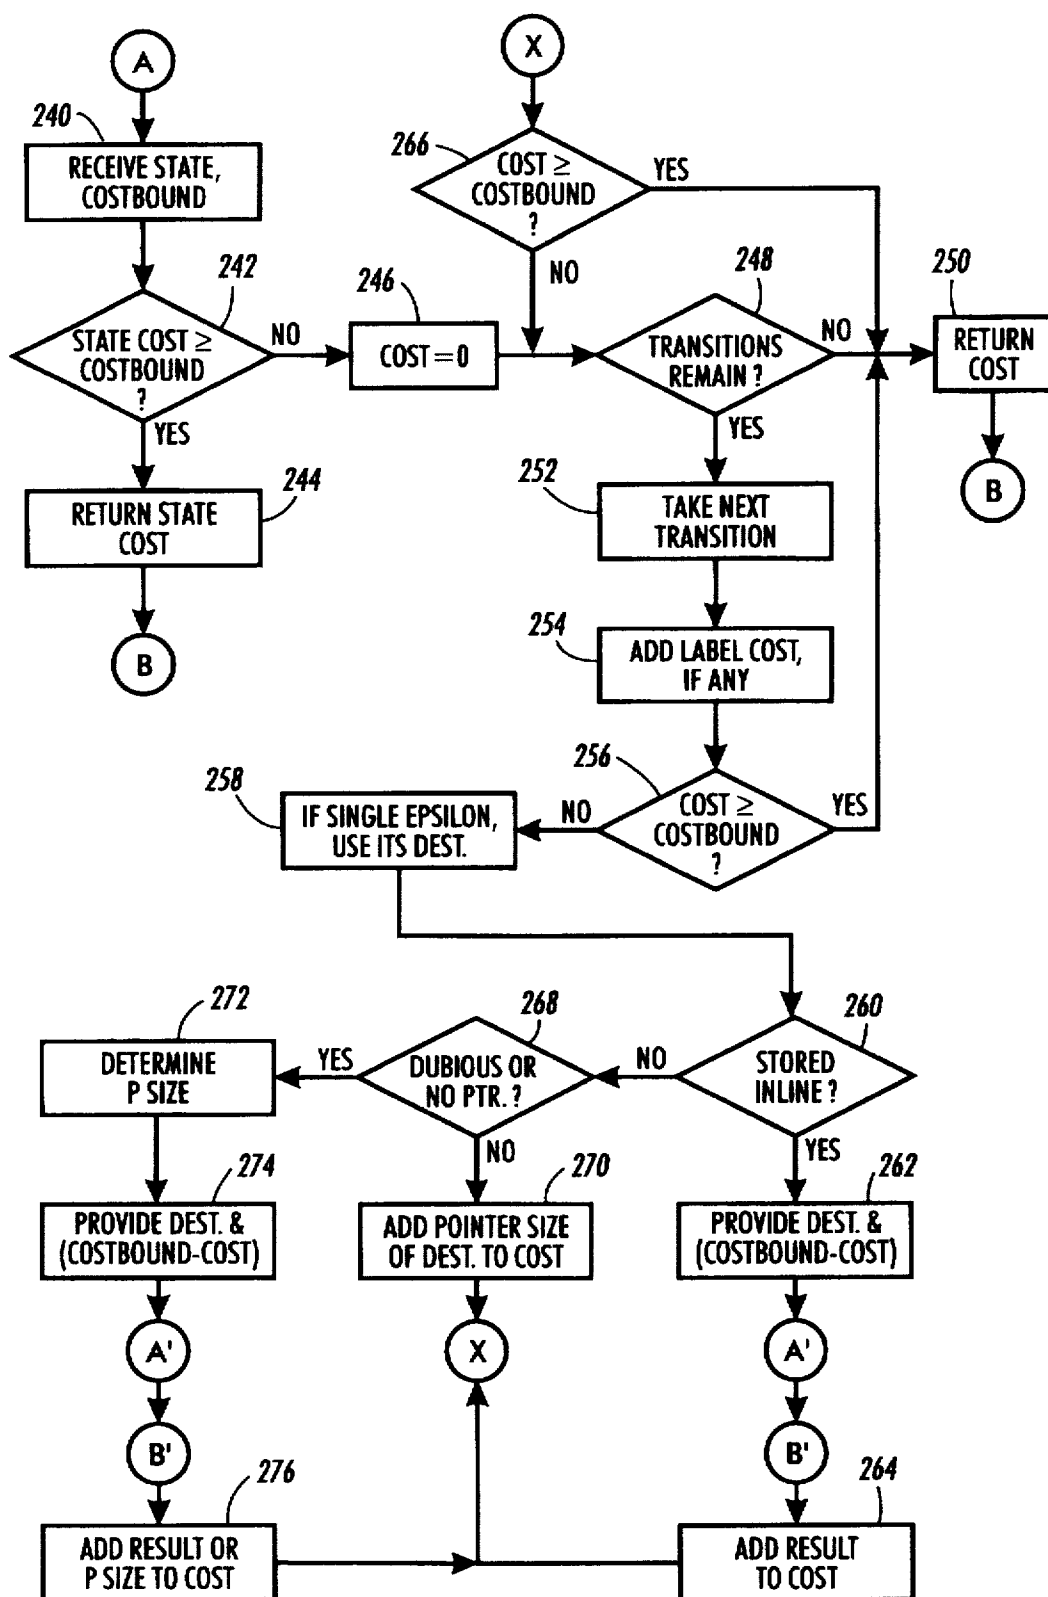 A
X
240
RECEIVE STATE,
COSTBOUND
266
COST ≥
COSTBOUND
?
YES
NO
242
STATE COST ≥
COSTBOUND
?
NO
YES
246
COST = 0
248
TRANSITIONS
REMAIN ?
NO
YES
250
RETURN
COST
B
244
RETURN STATE
COST
B
252
TAKE NEXT
TRANSITION
254
ADD LABEL COST,
IF ANY
256
COST ≥
COSTBOUND
?
YES
NO
258
IF SINGLE EPSILON,
USE ITS DEST.
260
STORED
INLINE ?
NO
YES
268
DUBIOUS OR
NO PTR. ?
YES
NO
272
DETERMINE
P SIZE
274
PROVIDE DEST. &
(COSTBOUND-COST)
270
ADD POINTER SIZE
OF DEST. TO COST
262
PROVIDE DEST. &
(COSTBOUND-COST)
A'
X
A'
B'
B'
276
ADD RESULT OR
P SIZE TO COST
264
ADD RESULT
TO COST